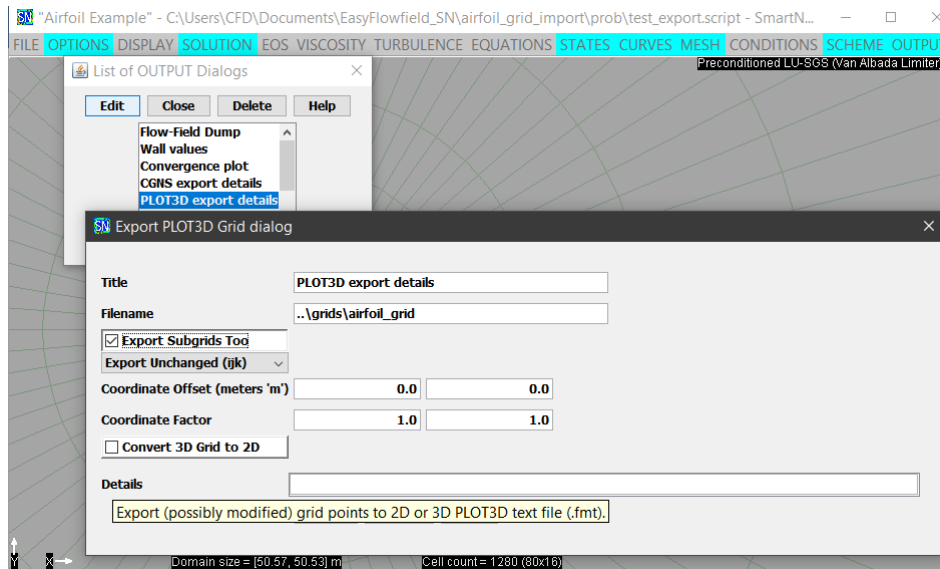 "Airfoil Example" - C:\Users\CFD\Documents\EasyFlowfield_SN\airfoil_grid_import\prob\test_export.script - SmartN...
FILE OPTIONS DISPLAY SOLUTION EOS VISCOSITY TURBULENCE EQUATIONS STATES CURVES MESH CONDITIONS SCHEME OUTPU
Preconditioned LU-SGS (Van Albada Limiter)
List of OUTPUT Dialogs
Edit Close Delete Help
Flow-Field Dump
Wall values
Convergence plot
CGNS export details
PLOT3D export details
SN Export PLOT3D Grid dialog
Title PLOT3D export details
Filename ..\grids\airfoil_grid
Export Subgrids Too
Export Unchanged (ijk)
Coordinate Offset (meters 'm') 0.0 0.0
Coordinate Factor 1.0 1.0
Convert 3D Grid to 2D
Details
Export (possibly modified) grid points to 2D or 3D PLOT3D text file (.fmt).
Y X Domain size = [50.57, 50.53] m Cell count= 1280 (80x16)